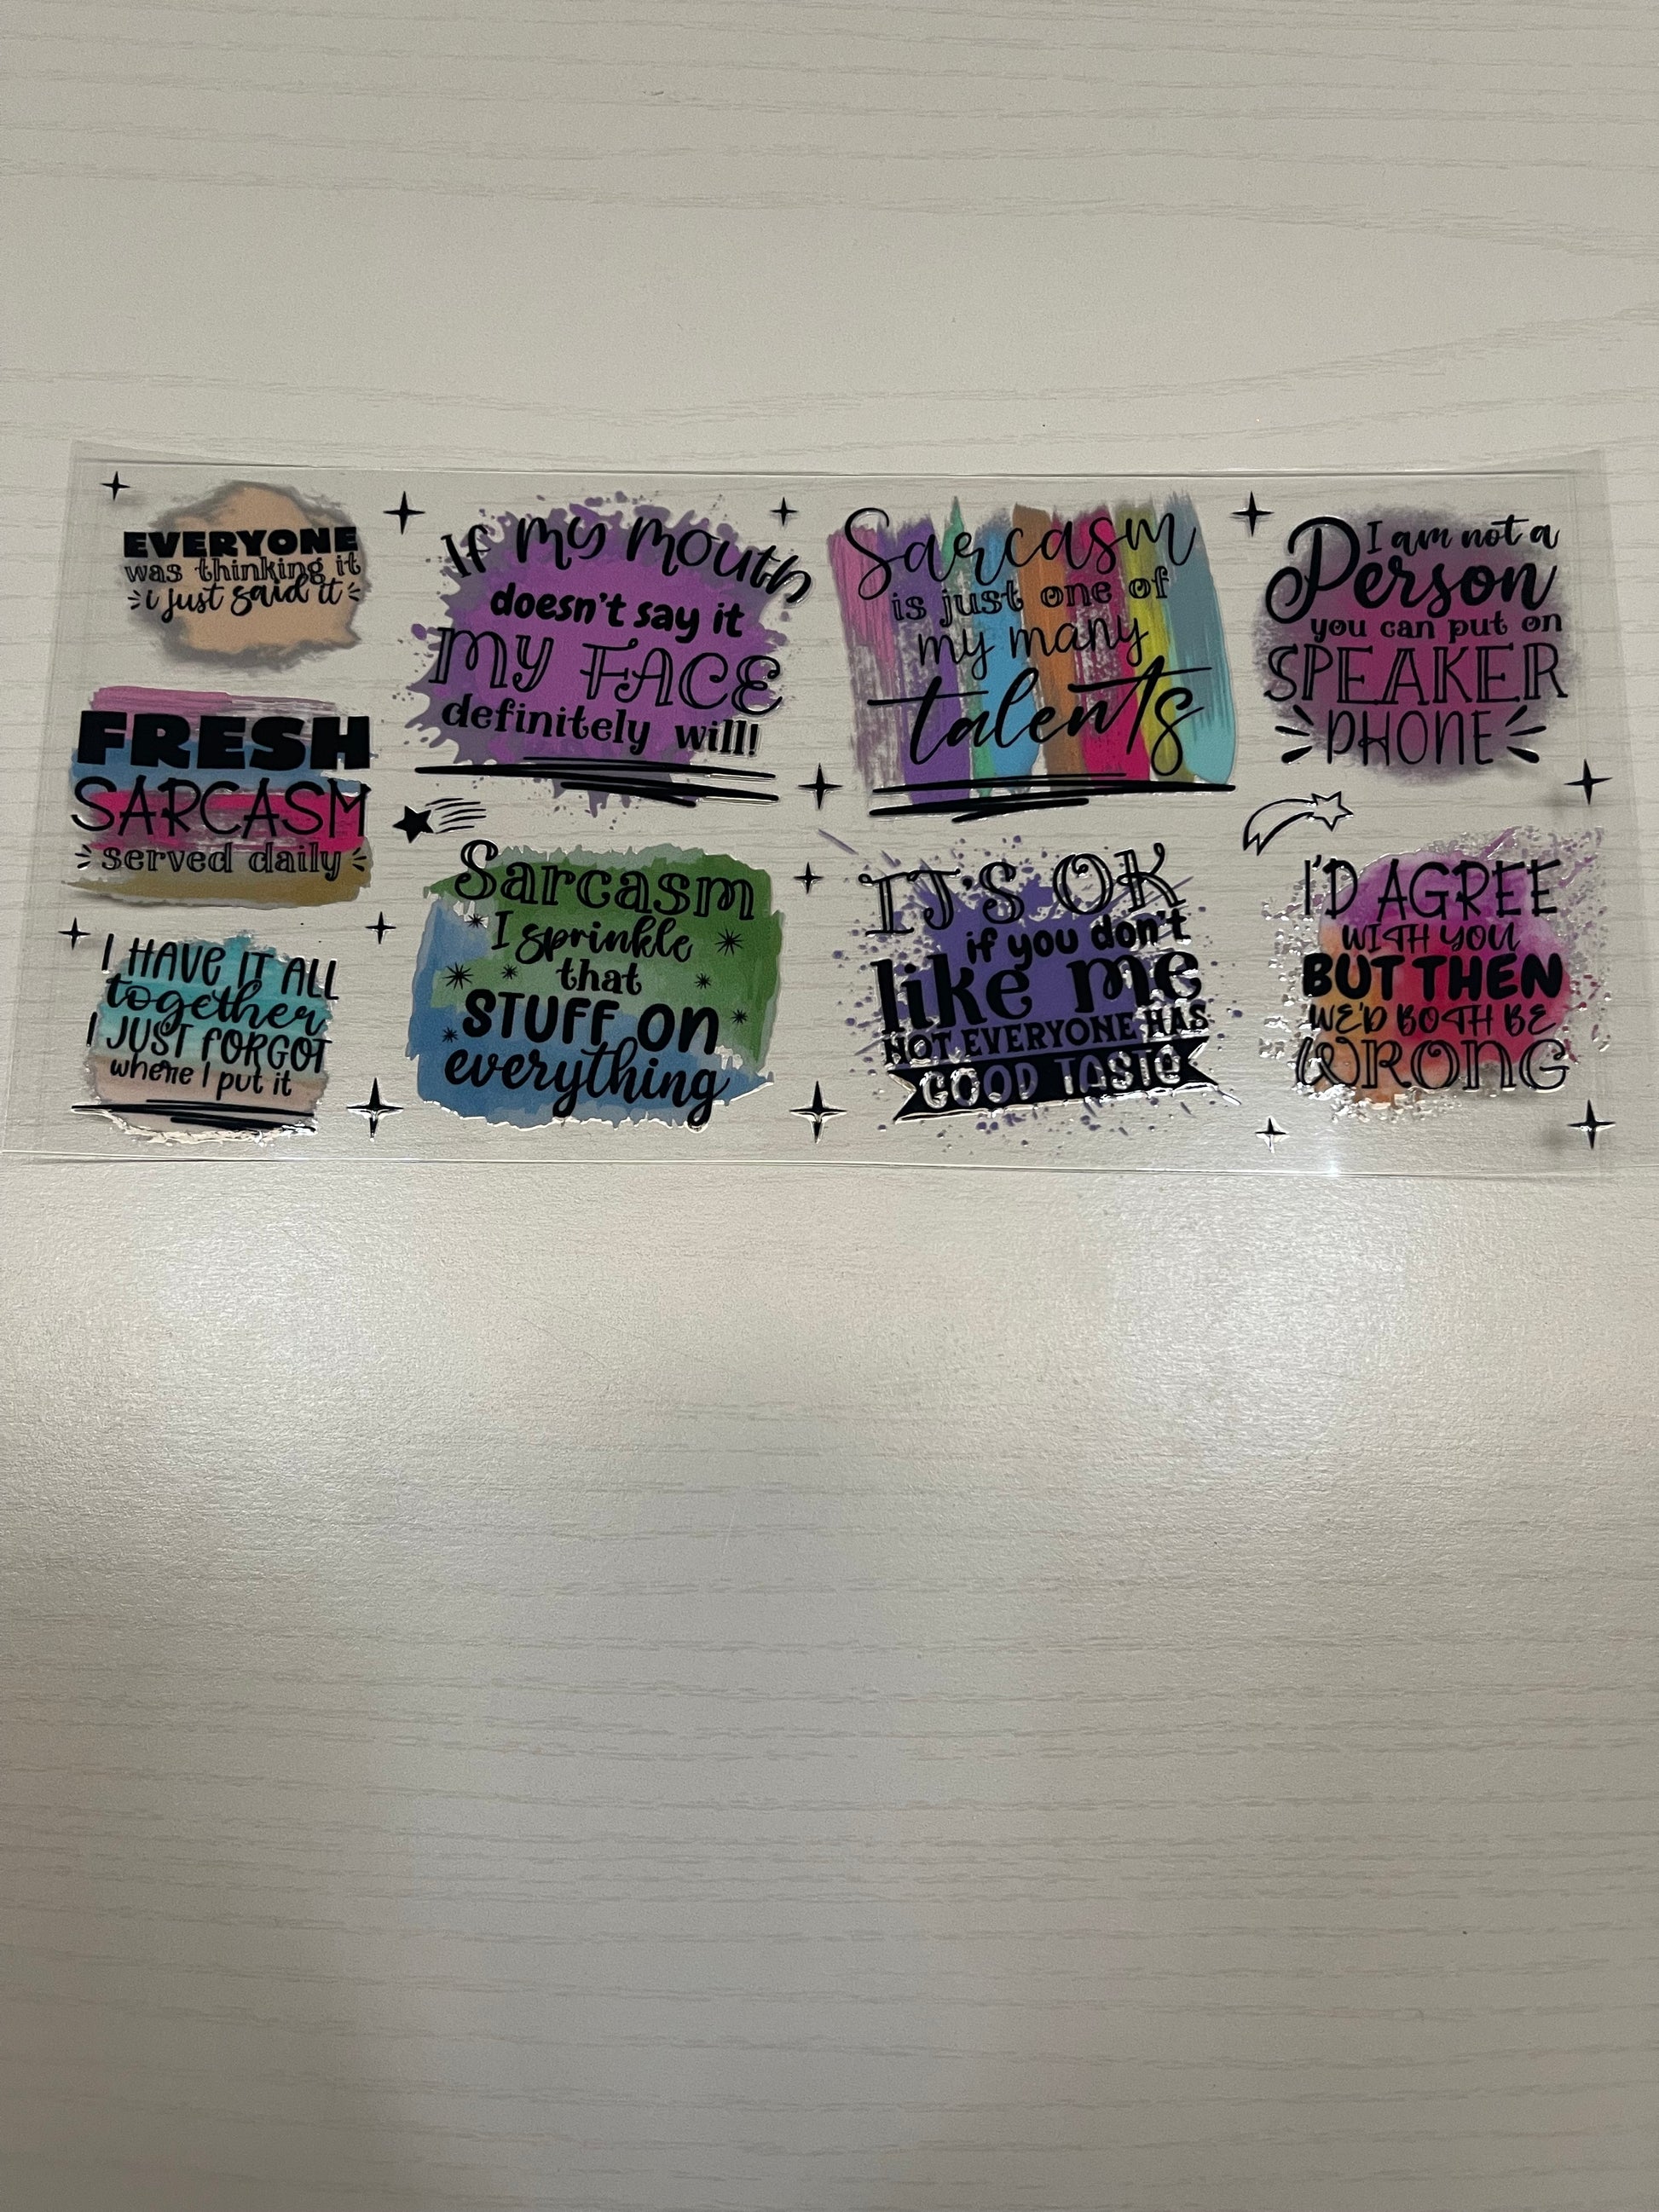 EVERYONE
was thinking it
i just said it
FRESH
SARCASM
served daily
I HAVE IT ALL
together
I JUST FORGOT
where I put it
If my mouth
doesn't say it
MY FACE
definitely will!
Sarcasm
I sprinkle
that
STUFF on
everything
Sarcasm
is just one of
my many
talents
IT'S OK
if you don't
like me
NOT EVERYONE HAS
GOOD TASTE
I am not a
Person
you can put on
SPEAKER
PHONE
I'D AGREE
WITH YOU
BUT THEN
WE'D BOTH BE
WRONG